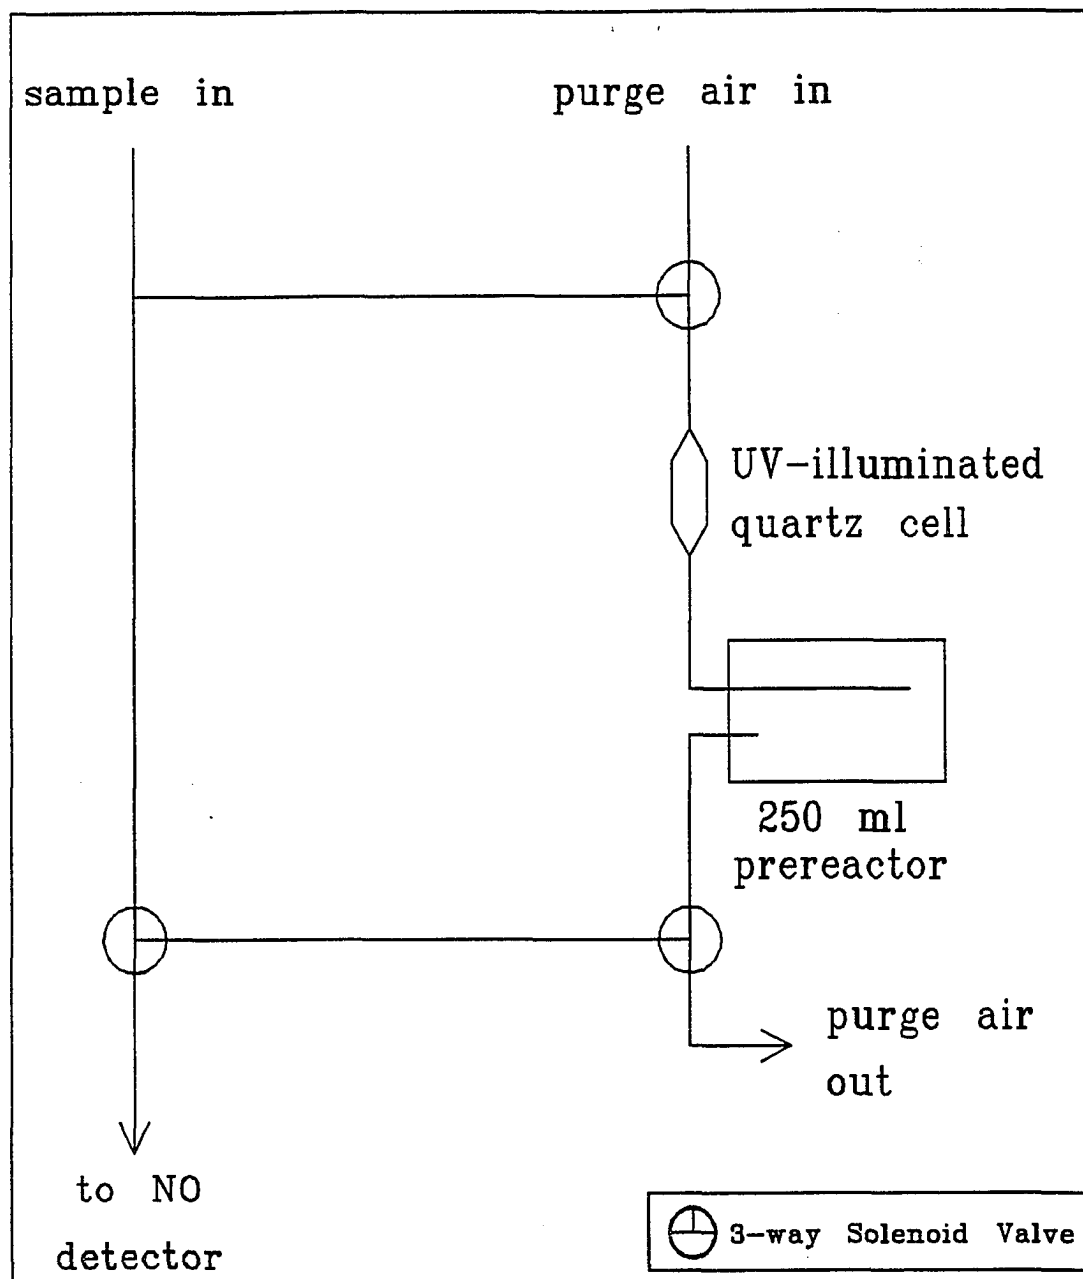 sample in
purge air in
UV-illuminated
quartz cell
250 ml
prereactor
purge air
out
to NO
detector
3-way Solenoid Valve